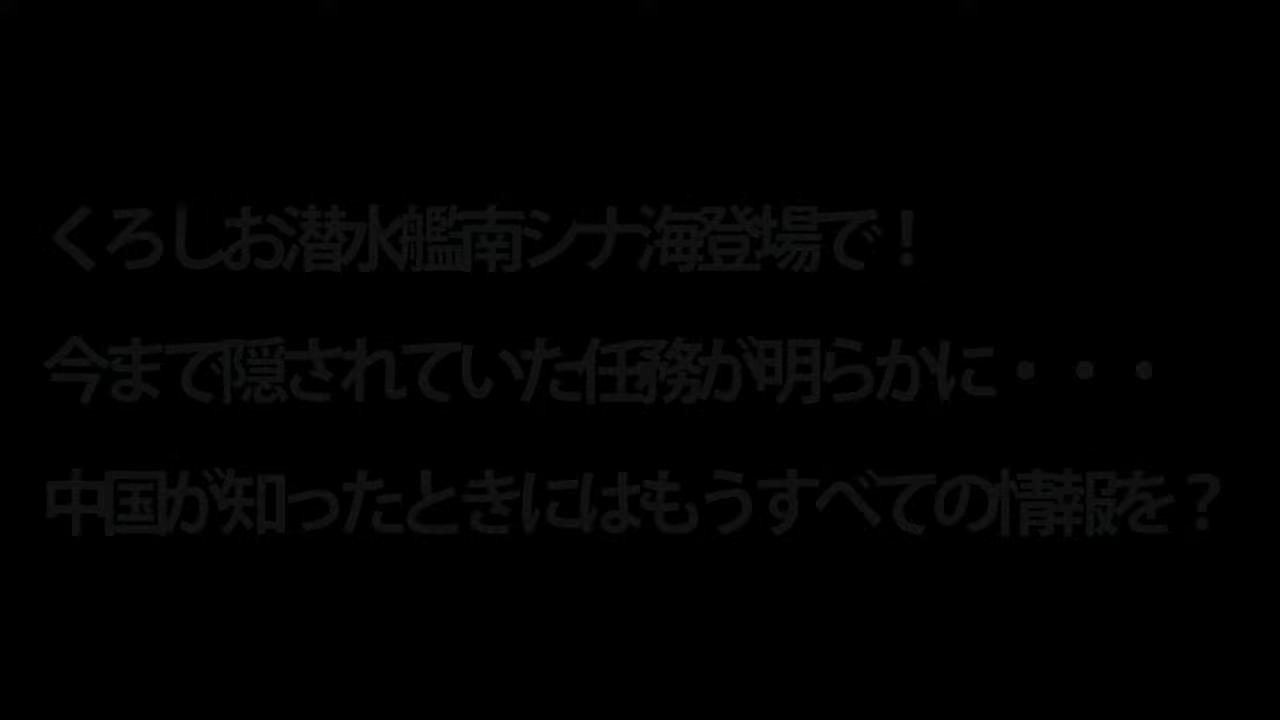 くろしお潜水艦南シナ海登場で！
今まで隠されていた任務が明らかに・・・
中国が知ったときにはもうすべての情報を？